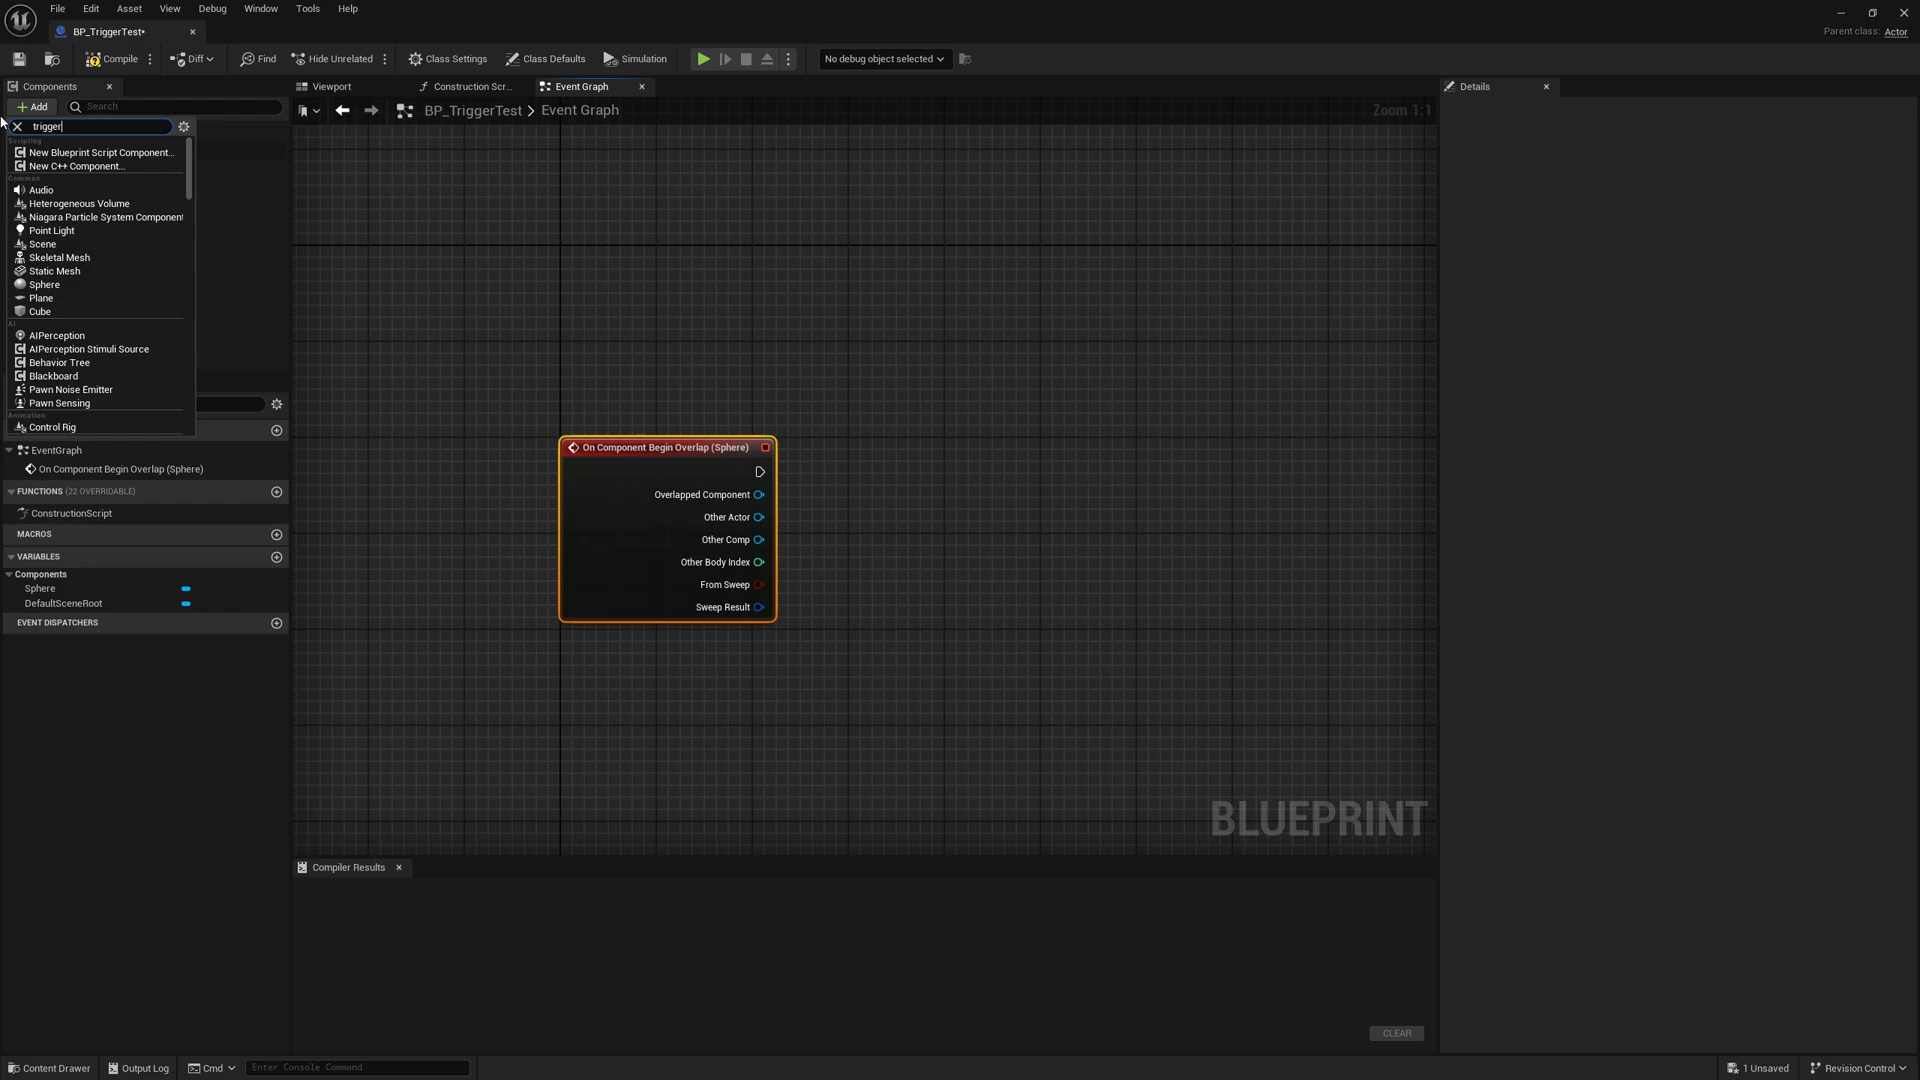 File Edit Asset View Debug Window Tools Help
BP_TriggerTest•
Parent class: Actor
Compile Diff Find Hide Unrelated Class Settings Class Defaults Simulation No debug object selected
Components Viewport Construction Scr... Event Graph Details
+ Add Search
BP_TriggerTest > Event Graph Zoom 1:1
trigger
Scripting
New Blueprint Script Component...
New C++ Component...
Common
Audio
Heterogeneous Volume
Niagara Particle System Component
Point Light
Scene
Skeletal Mesh
Static Mesh
Sphere
Plane
Cube
AI
AIPerception
AIPerception Stimuli Source
Behavior Tree
Blackboard
Pawn Noise Emitter
Pawn Sensing
Animation
Control Rig
EventGraph
On Component Begin Overlap (Sphere)
FUNCTIONS (22 OVERRIDABLE)
ConstructionScript
MACROS
VARIABLES
Components
Sphere
DefaultSceneRoot
EVENT DISPATCHERS
On Component Begin Overlap (Sphere)
Overlapped Component
Other Actor
Other Comp
Other Body Index
From Sweep
Sweep Result
BLUEPRINT
Compiler Results
CLEAR
Content Drawer Output Log Cmd Enter Console Command 1 Unsaved Revision Control